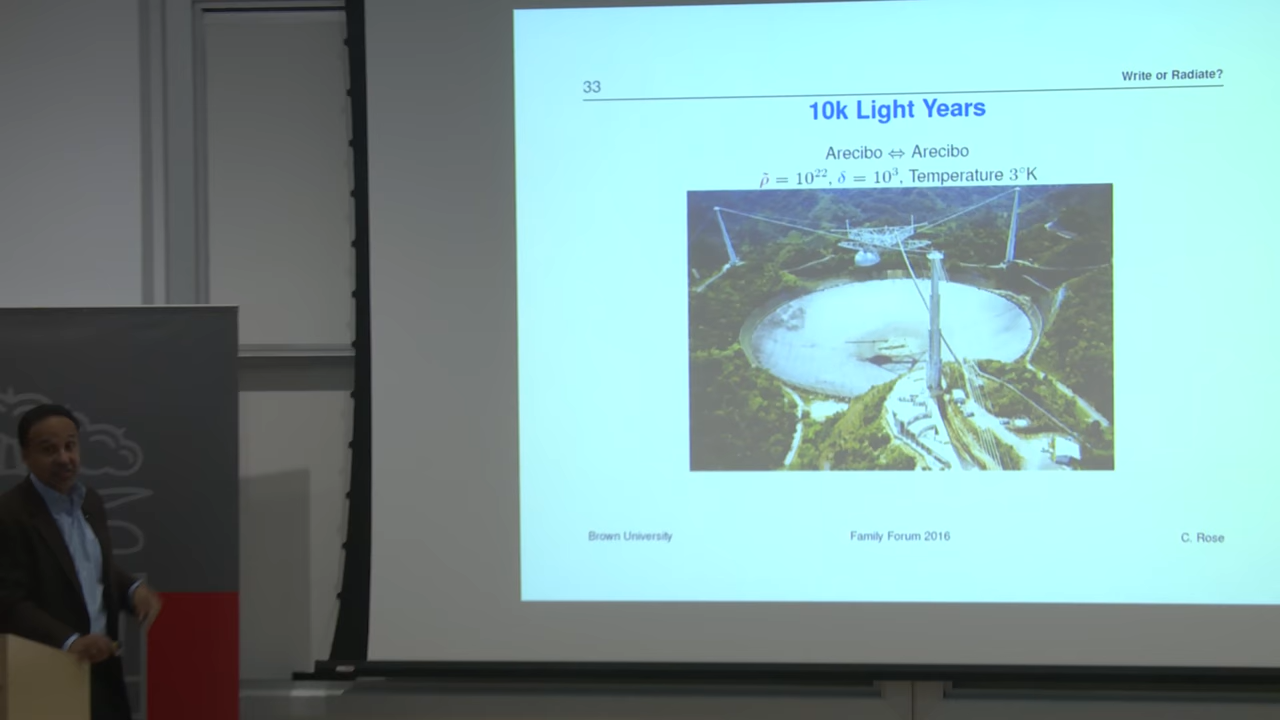 33
Write or Radiate?
10k Light Years
Arecibo ⇔ Arecibo
ρ̃ = 10²², δ = 10³, Temperature 3°K
Brown University
Family Forum 2016
C. Rose